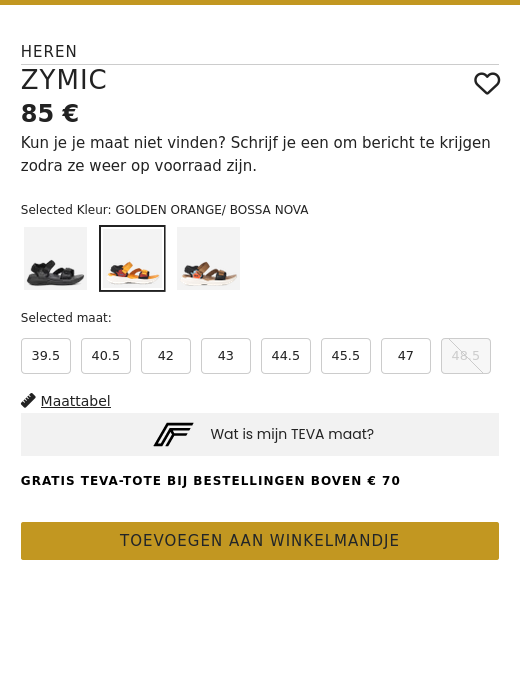 HEREN
ZYMIC
85 €
Kun je je maat niet vinden? Schrijf je een om bericht te krijgen
zodra ze weer op voorraad zijn.
Selected Kleur: GOLDEN ORANGE/ BOSSA NOVA
Selected maat:
39.5 40.5 42 43 44.5 45.5 47 48.5
Maattabel
Wat is mijn TEVA maat?
GRATIS TEVA-TOTE BIJ BESTELLINGEN BOVEN € 70
TOEVOEGEN AAN WINKELMANDJE